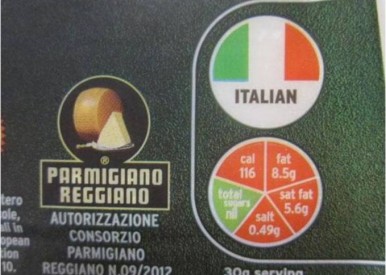 ITALIAN
®
PARMIGIANO
REGGIANO
AUTORIZZAZIONE
CONSORZIO
PARMIGIANO
REGGIANO N.09/2012
cal
116
fat
8.5g
sat fat
5.6g
salt
0.49g
total
sugars
nil
30g serving
10.